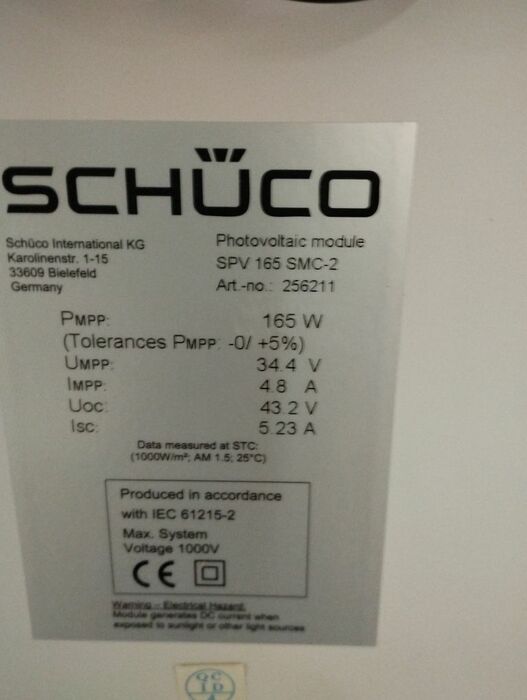 SCHÜCO
Schüco International KG
Karolinenstr. 1-15
33609 Bielefeld
Germany
Photovoltaic module
SPV 165 SMC-2
Art.-no.: 256211
PMPP: 165 W
(Tolerances PMPP: -0/ +5%)
UMPP: 34.4 V
IMPP: 4.8 A
Uoc: 43.2 V
Isc: 5.23 A
Data measured at STC:
(1000W/m²; AM 1.5; 25°C)
Produced in accordance
with IEC 61215-2
Max. System
Voltage 1000V
CE
Warning – Electrical Hazard
Module generates DC current when
exposed to sunlight or other light sources
QC
1D